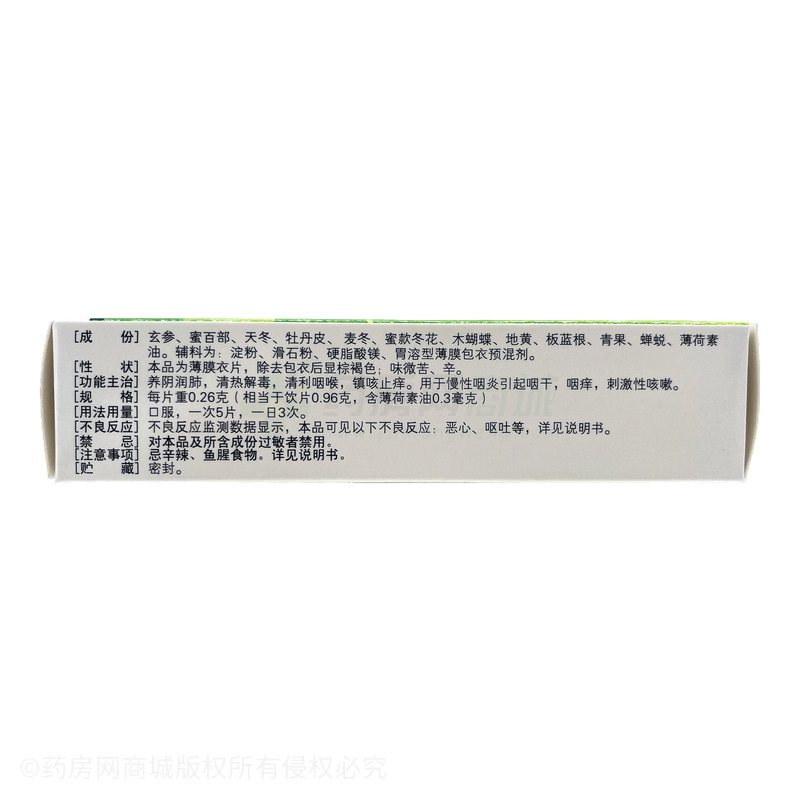 [成 份] 玄参、蜜百部、天冬、牡丹皮、麦冬、蜜款冬花、木蝴蝶、地黄、板蓝根、青果、蝉蜕、薄荷素
油。辅料为：淀粉、滑石粉、硬脂酸镁、胃溶型薄膜包衣预混剂。
[性 状] 本品为薄膜衣片，除去包衣后显棕褐色；味微苦、辛。
[功能主治] 养阴润肺，清热解毒，清利咽喉，镇咳止痒。用于慢性咽炎引起咽干，咽痒，刺激性咳嗽。
[规 格] 每片重0.26克（相当于饮片0.96克，含薄荷素油0.3毫克）
[用法用量] 口服，一次5片，一日3次。
[不良反应] 不良反应监测数据显示，本品可见以下不良反应：恶心、呕吐等，详见说明书。
[禁 忌] 对本品及所含成份过敏者禁用。
[注意事项] 忌辛辣、鱼腥食物。详见说明书。
[贮 藏] 密封。
©药房网商城版权所有侵权必究